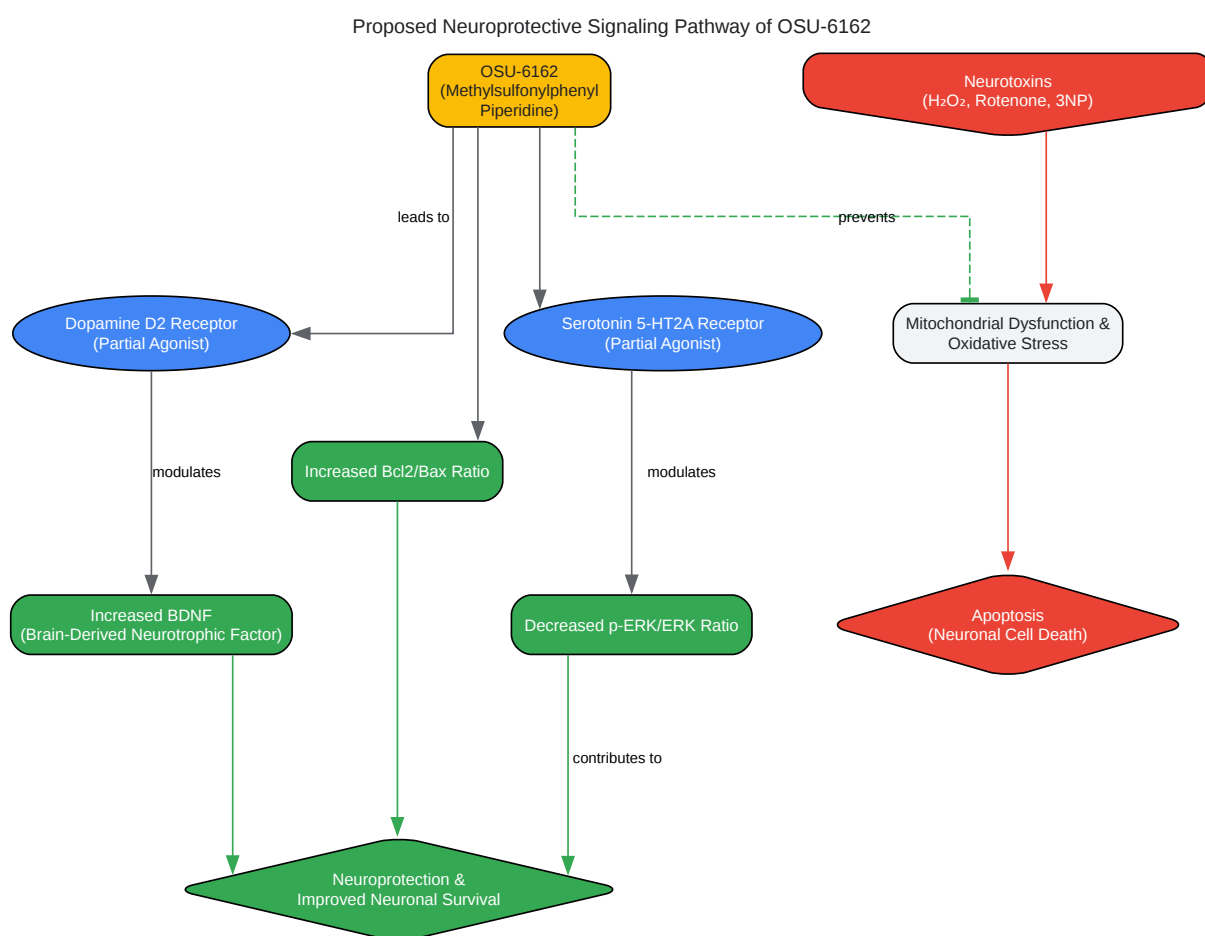 Proposed Neuroprotective Signaling Pathway of OSU-6162
OSU-6162
(Methylsulfonylphenyl
Piperidine)
Neurotoxins
(H₂O₂, Rotenone, 3NP)
leads to
prevents
Dopamine D2 Receptor
(Partial Agonist)
Serotonin 5-HT2A Receptor
(Partial Agonist)
Mitochondrial Dysfunction &
Oxidative Stress
modulates
Increased Bcl2/Bax Ratio
modulates
Increased BDNF
(Brain-Derived Neurotrophic Factor)
Decreased p-ERK/ERK Ratio
Apoptosis
(Neuronal Cell Death)
contributes to
Neuroprotection &
Improved Neuronal Survival